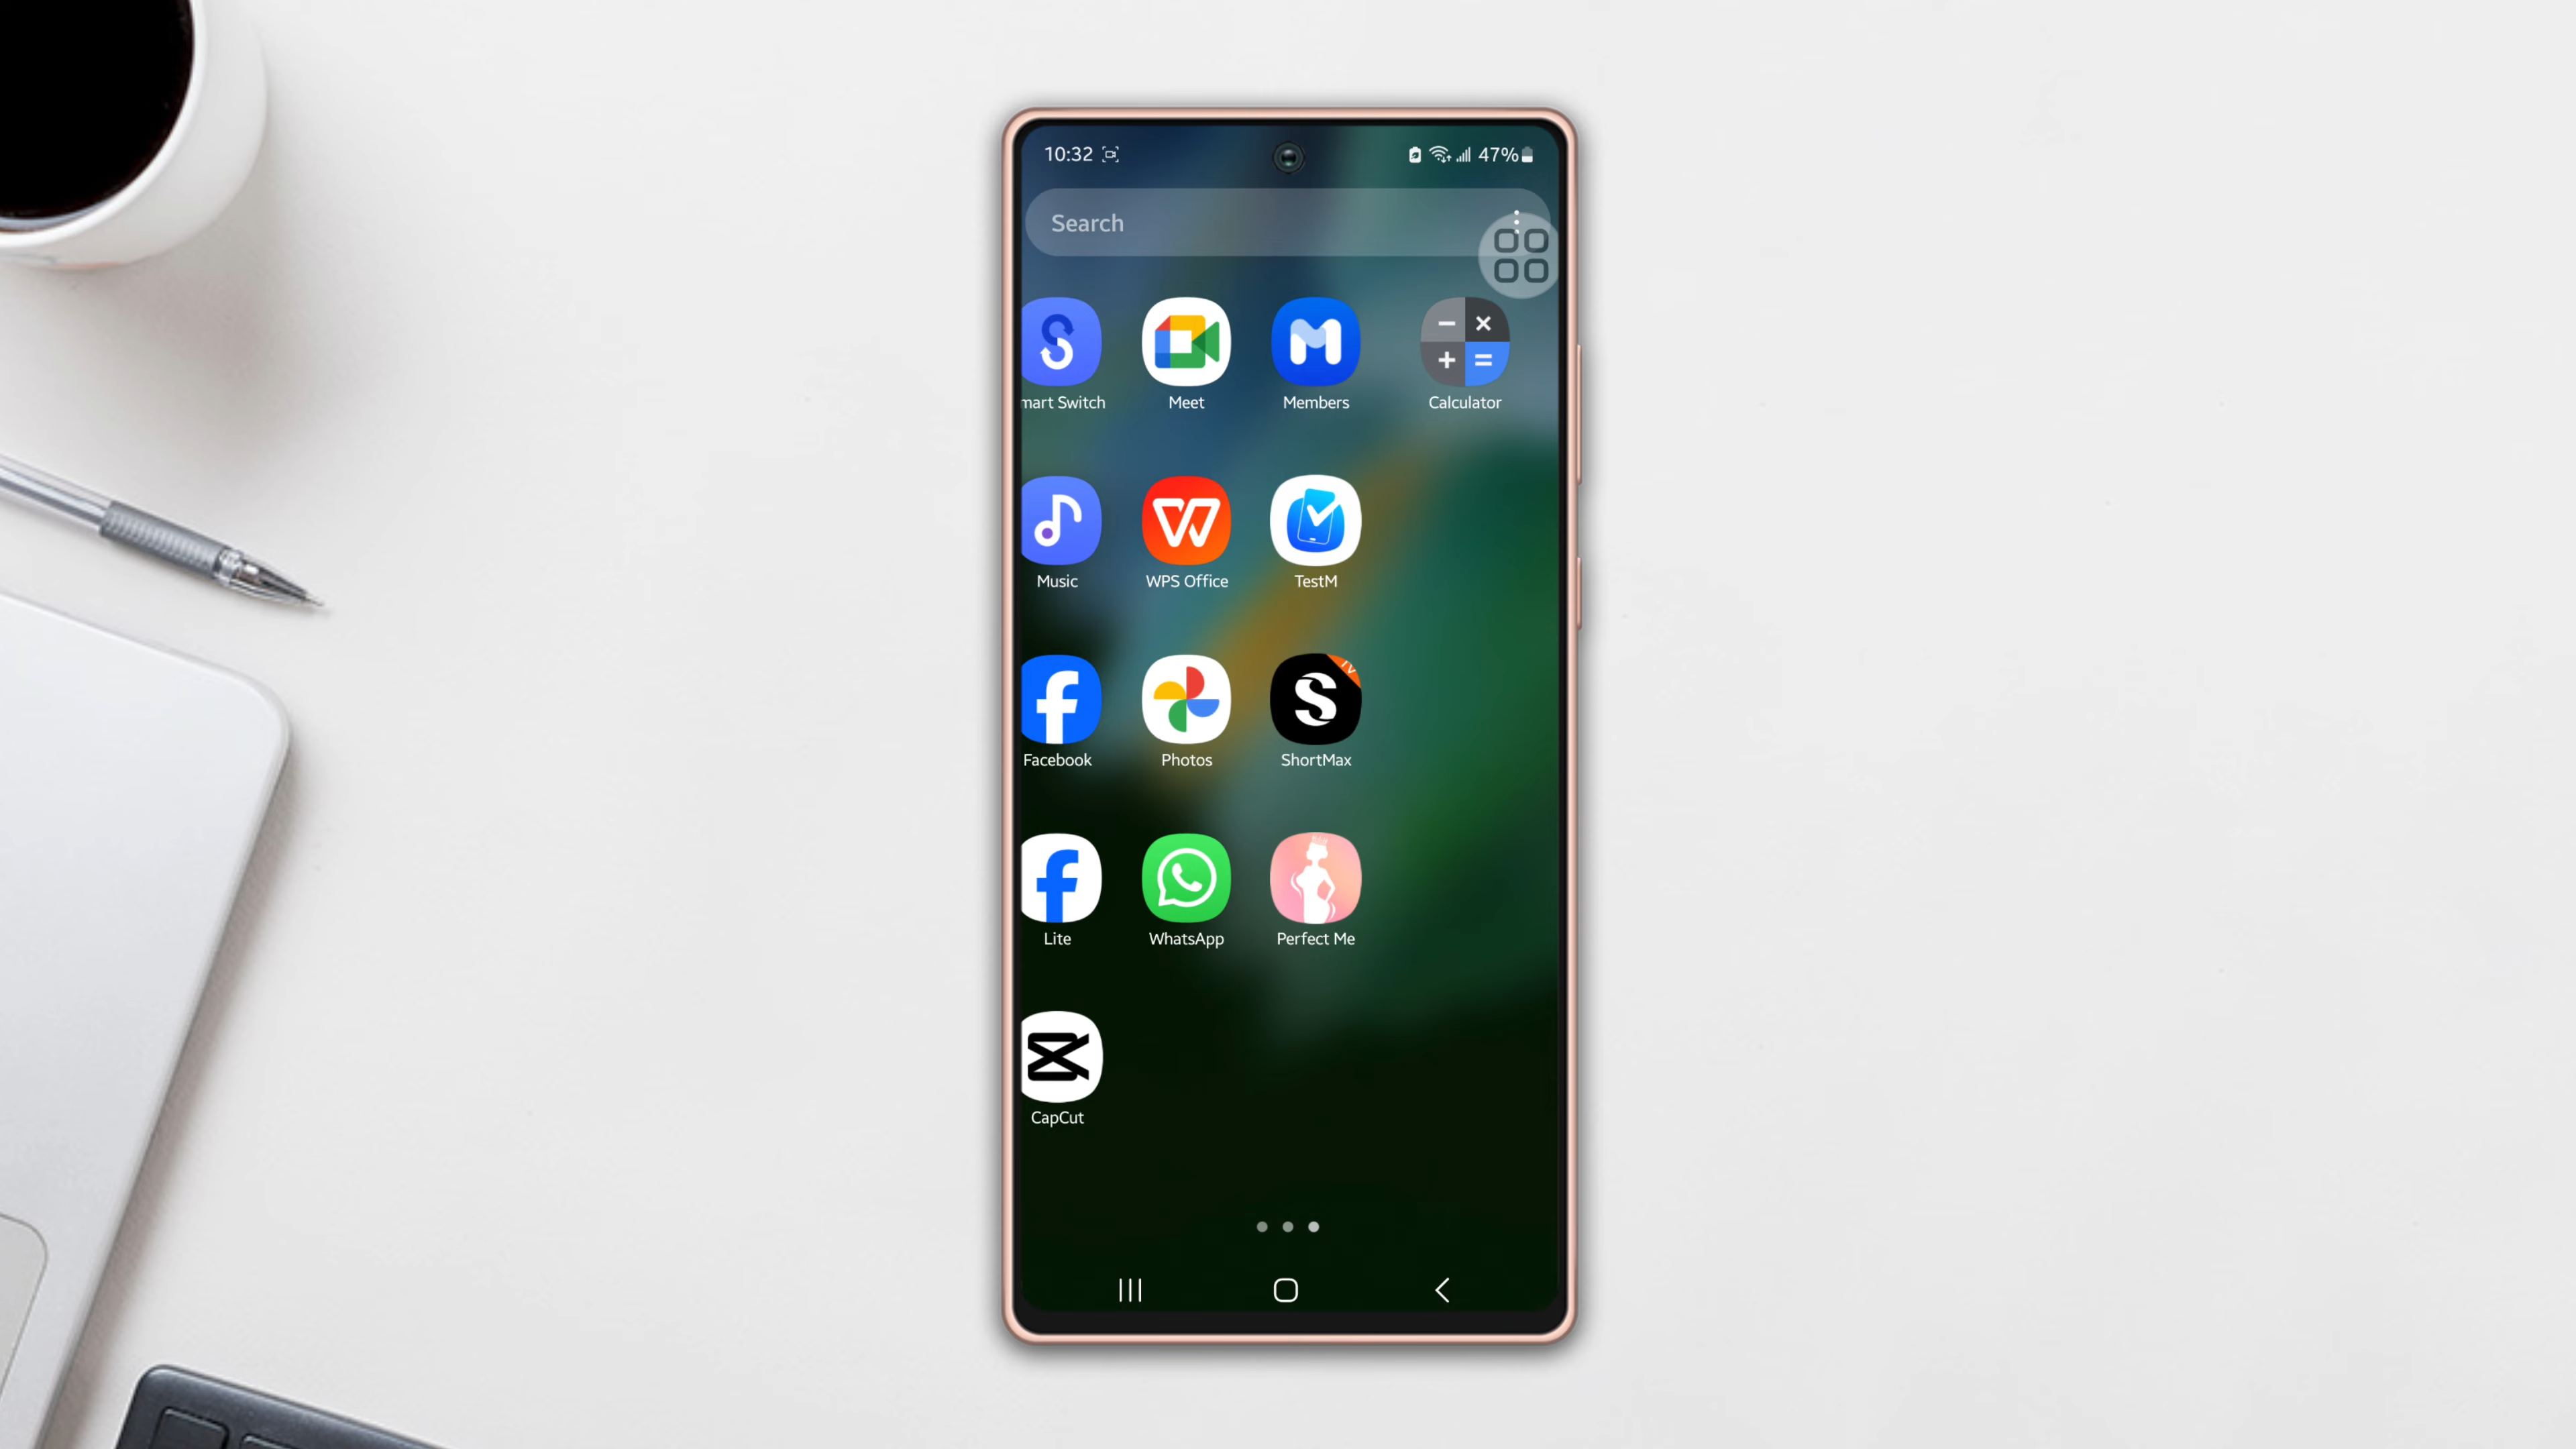 10:32 47%
Search
mart Switch Meet Members Calculator
Music WPS Office TestM
TV
Facebook Photos ShortMax
Lite WhatsApp Perfect Me
CapCut